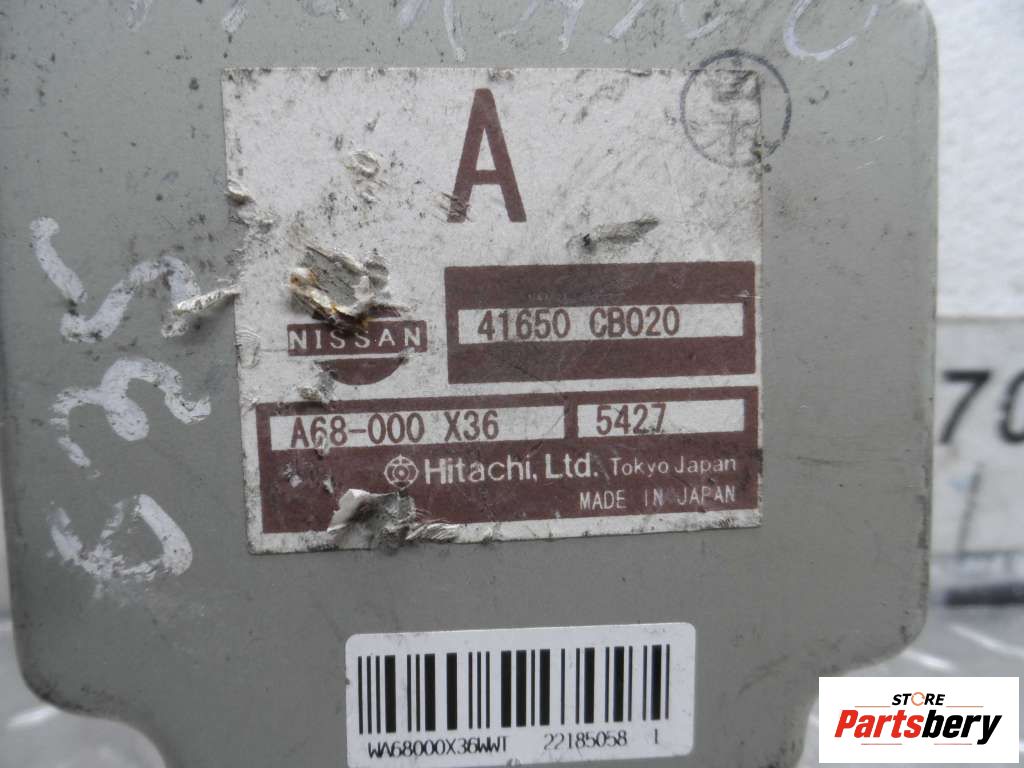 A
NISSAN
41650 CB020
A68-000 X36 5427
Hitachi, Ltd. Tokyo Japan
MADE IN JAPAN
WA68000X36WWT 22185058 1
70
STORE
Partsbery